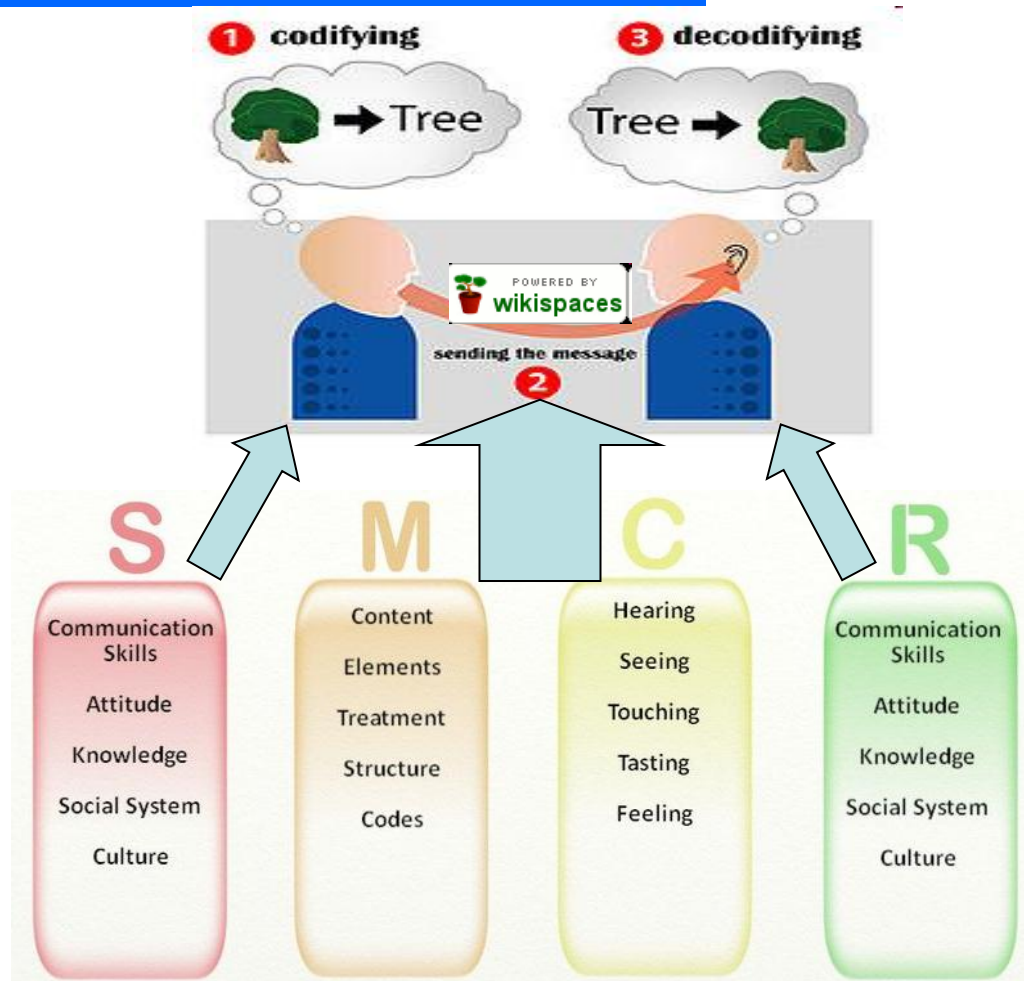 1 codifying
3 decodifying
Tree
Tree
POWERED BY
wikispaces
sending the message
2
S
Communication
Skills
Attitude
Knowledge
Social System
Culture
M
Content
Elements
Treatment
Structure
Codes
C
Hearing
Seeing
Touching
Tasting
Feeling
R
Communication
Skills
Attitude
Knowledge
Social System
Culture